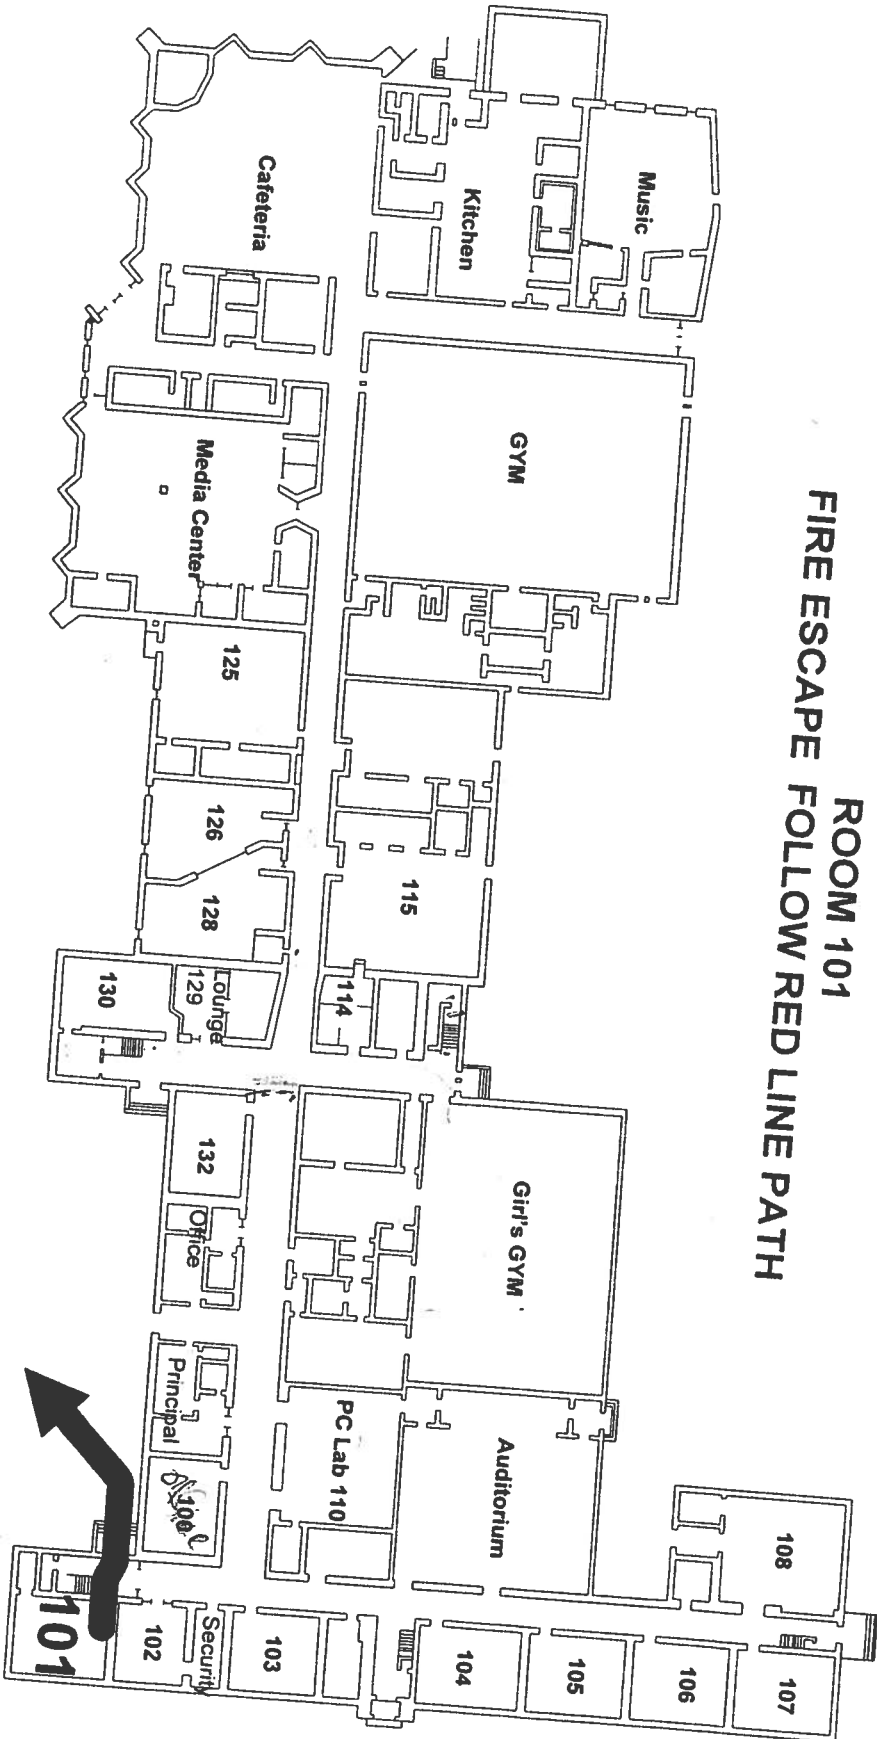 ROOM 101
FIRE ESCAPE FOLLOW RED LINE PATH
Music
Kitchen
Cafeteria
GYM
Media Center
125
126
128
115
114
Lounge
129
130
132
Office
Girl's GYM
Principal
PC Lab 110
Auditorium
100
108
107
106
105
104
103
Security
102
101